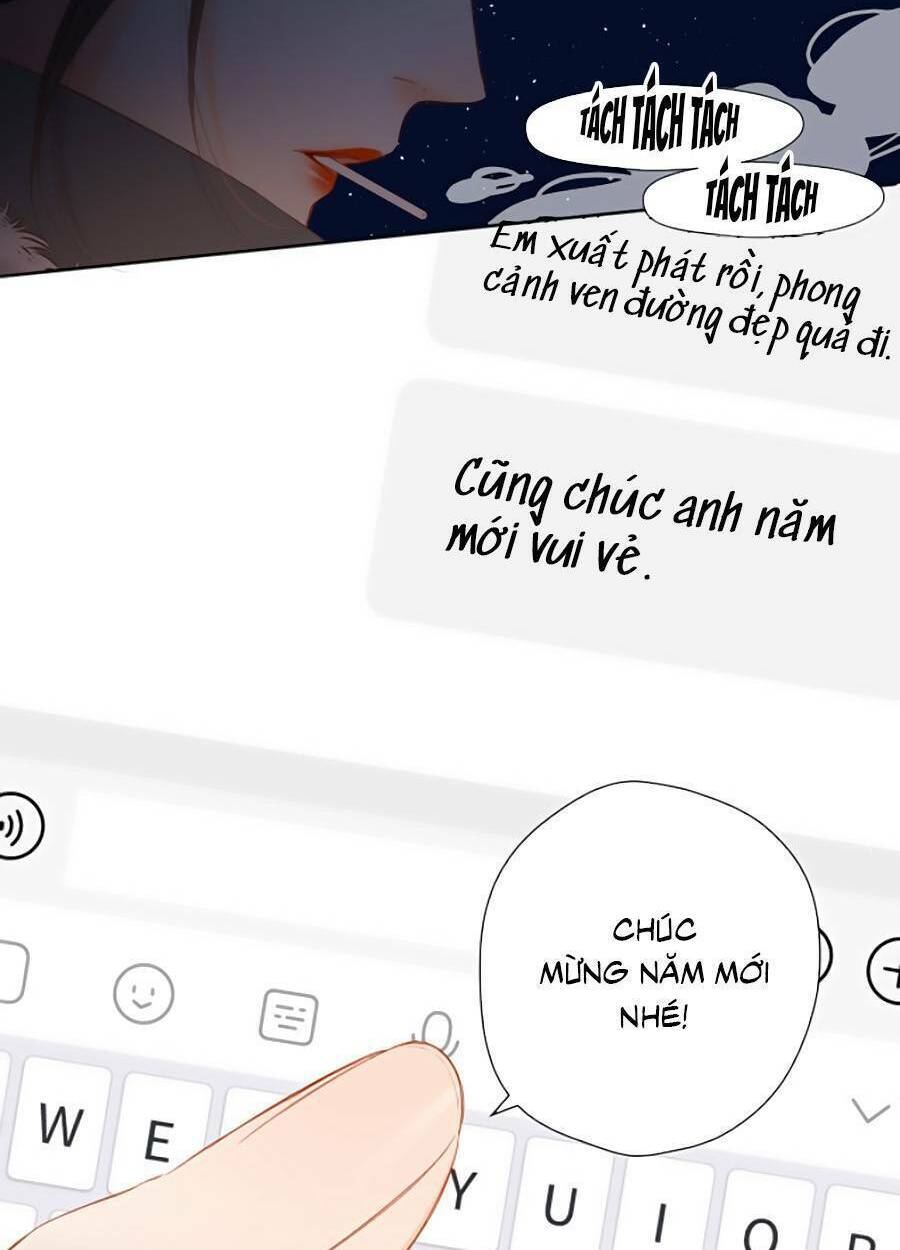 TÁCH TÁCH TÁCH
TÁCH TÁCH
Em xuất phát rồi, phong
cảnh ven đường đẹp quá đi.
Cũng chúc anh năm
mới vui vẻ.
CHÚC
MỪNG NĂM MỚI
NHÉ!
W E Y U I O P